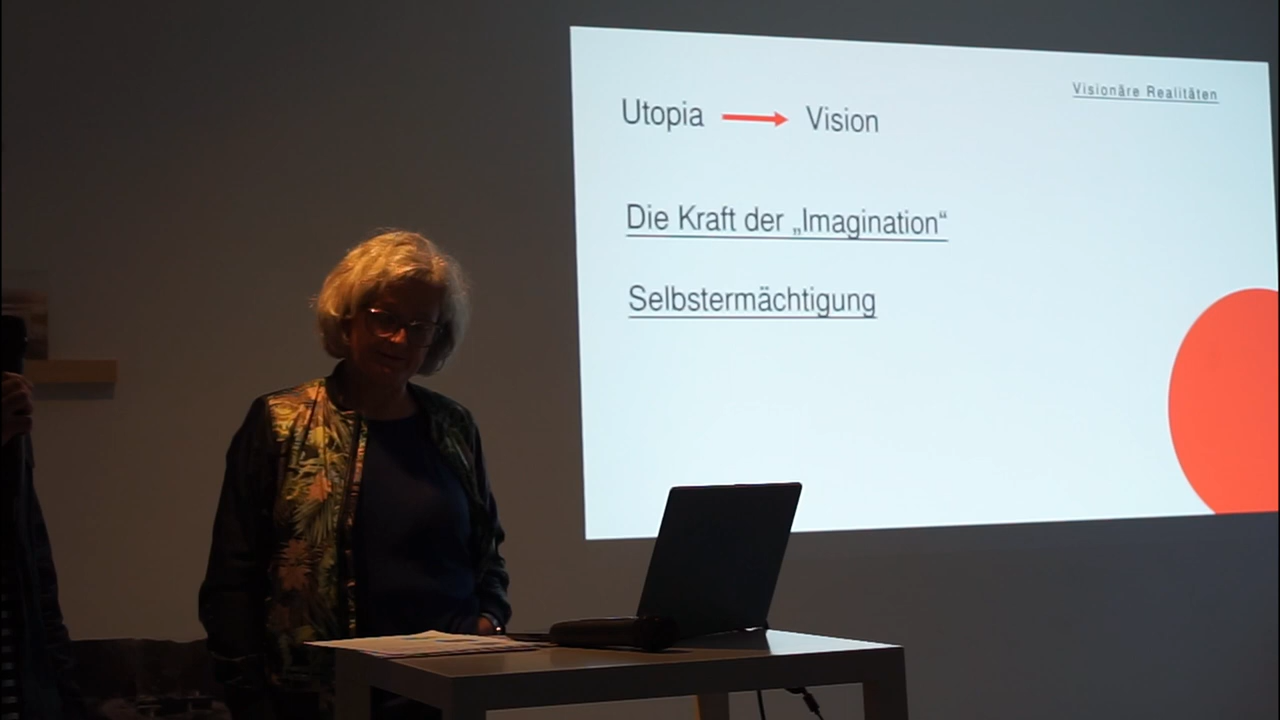 Visionäre Realitäten
Utopia → Vision
Die Kraft der „Imagination“
Selbstermächtigung